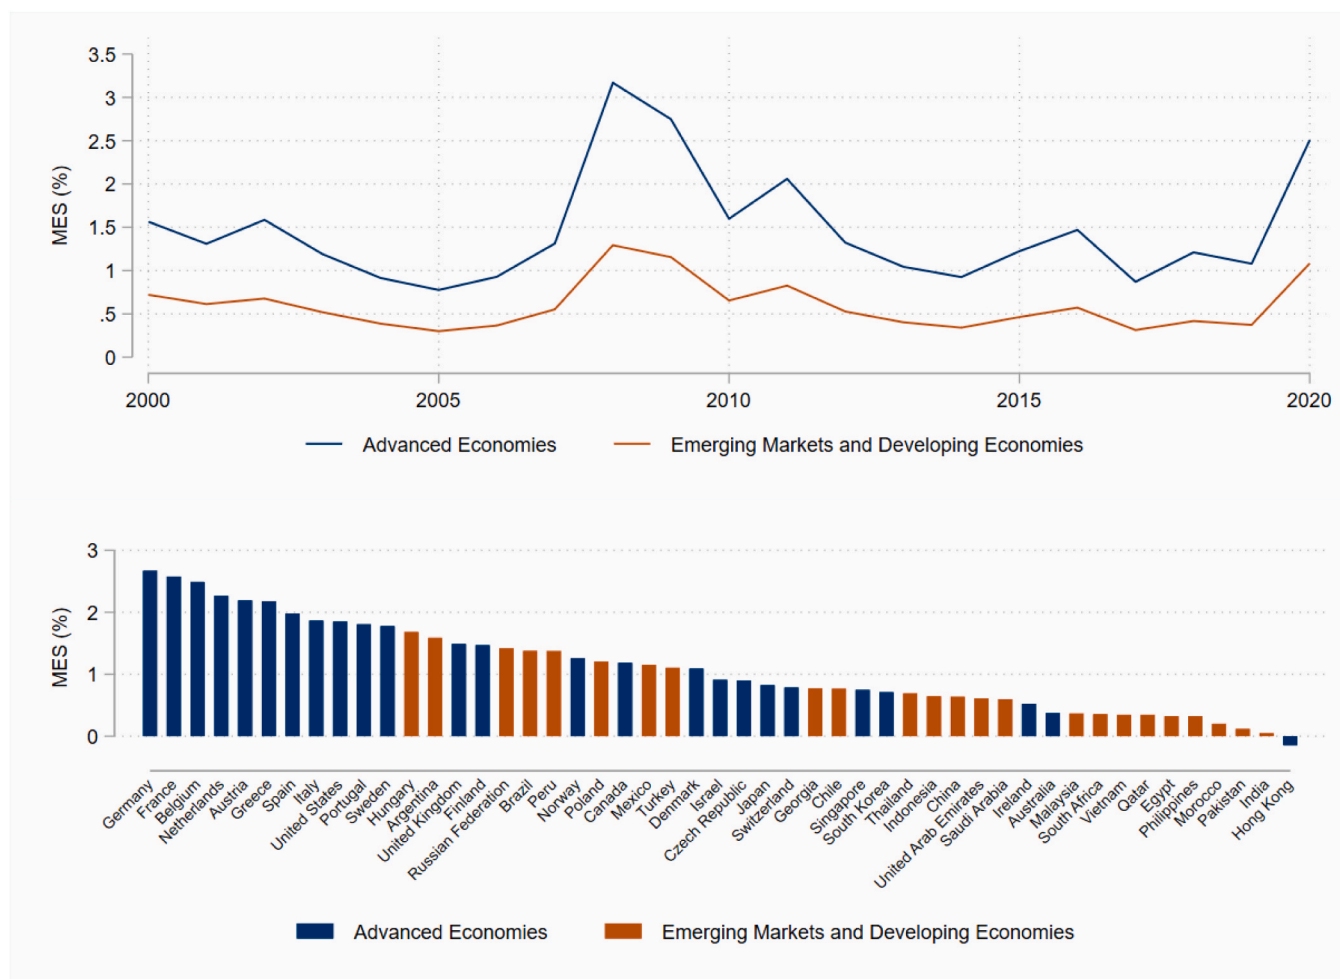 3.5
3
2.5
2
1.5
1
.5
0
MES (%)
2000 2005 2010 2015 2020
Advanced Economies Emerging Markets and Developing Economies
3
2
1
0
MES (%)
Germany
France
Belgium
Netherlands
Austria
Greece
Spain
Italy
United States
Portugal
Sweden
Hungary
Argentina
United Kingdom
Finland
Russian Federation
Brazil
Peru
Norway
Poland
Canada
Mexico
Turkey
Denmark
Israel
Czech Republic
Japan
Switzerland
Georgia
Chile
Singapore
South Korea
Thailand
Indonesia
China
United Arab Emirates
Saudi Arabia
Ireland
Australia
Malaysia
South Africa
Vietnam
Qatar
Egypt
Philippines
Morocco
Pakistan
India
Hong Kong
Advanced Economies Emerging Markets and Developing Economies